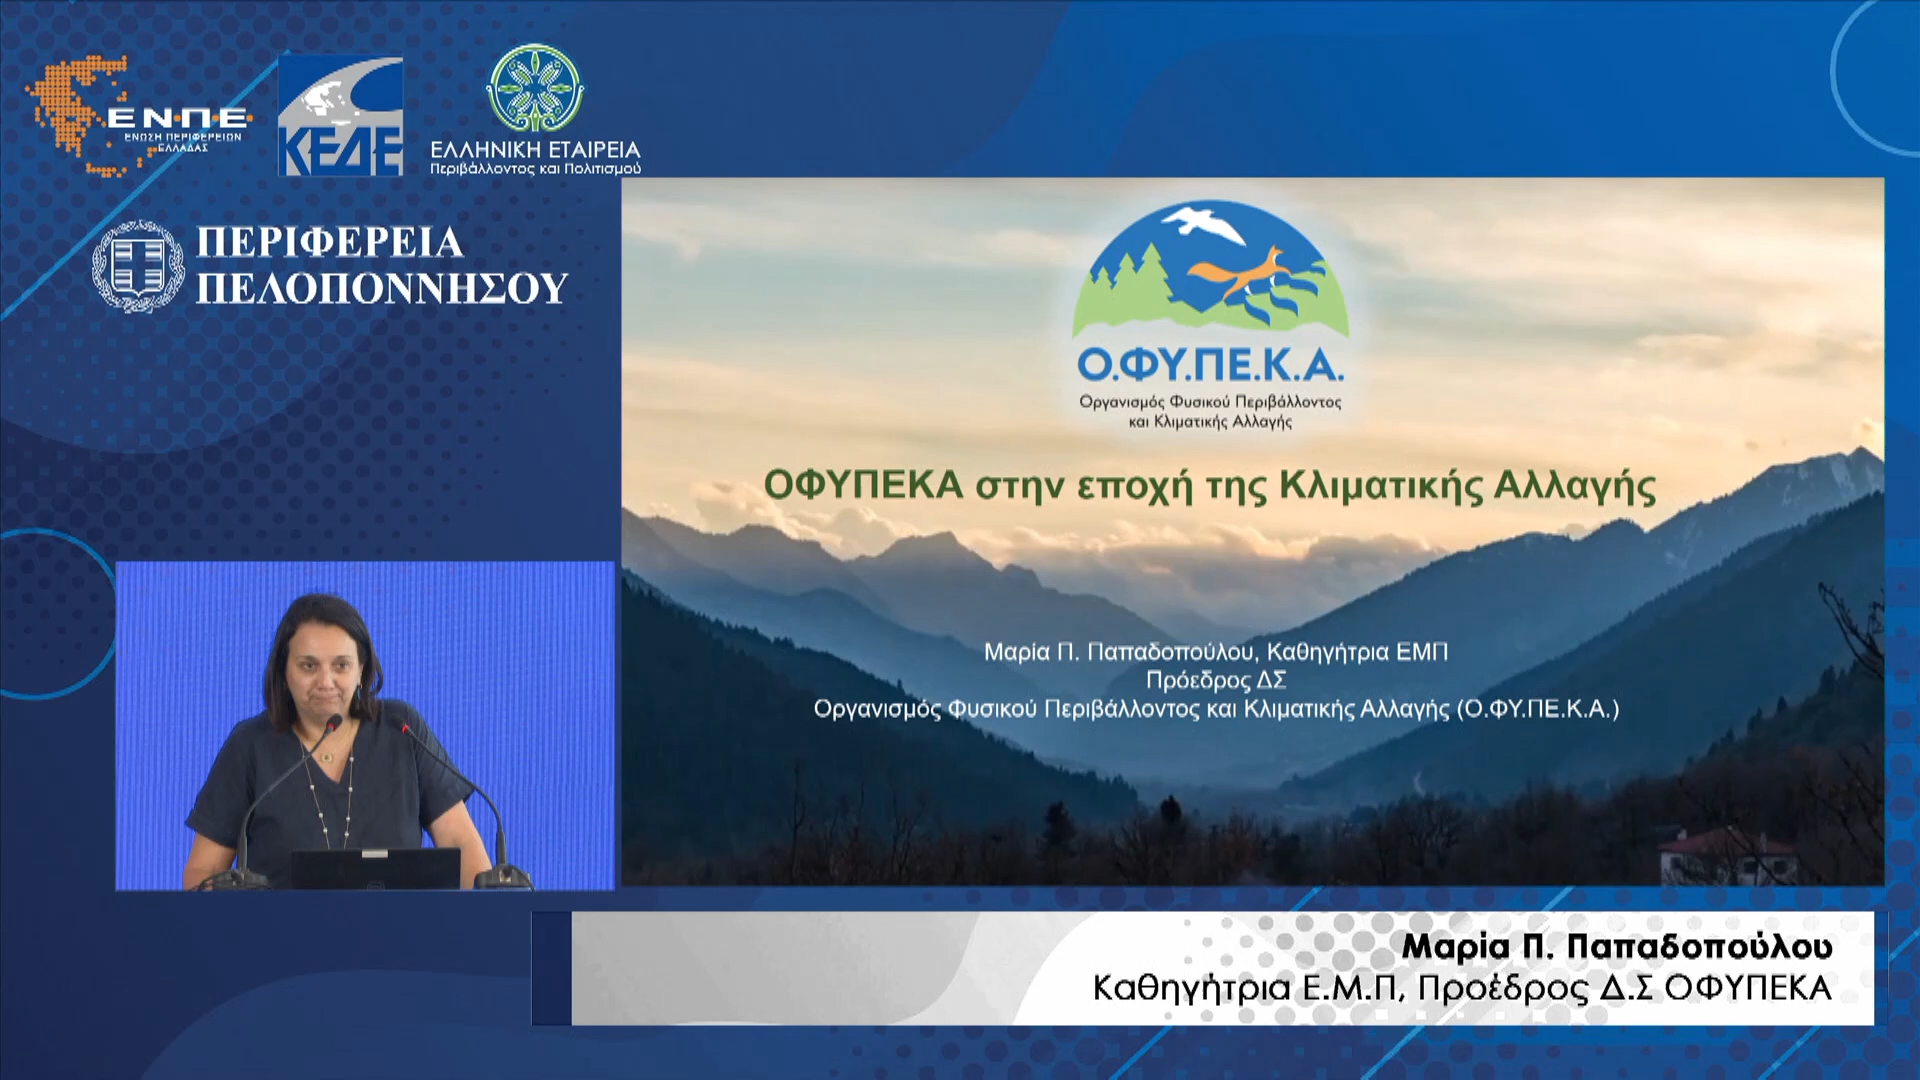 ΕΝΠΕ
ΕΝΩΣΗ ΠΕΡΙΦΕΡΕΙΩΝ
ΕΛΛΑΔΑΣ
ΚΕΔΕ
ΕΛΛΗΝΙΚΗ ΕΤΑΙΡΕΙΑ
Περιβάλλοντος και Πολιτισμού
ΠΕΡΙΦΕΡΕΙΑ
ΠΕΛΟΠΟΝΝΗΣΟΥ
Ο.ΦΥ.ΠΕ.Κ.Α.
Οργανισμός Φυσικού Περιβάλλοντος
και Κλιματικής Αλλαγής
ΟΦΥΠΕΚΑ στην εποχή της Κλιματικής Αλλαγής
Μαρία Π. Παπαδοπούλου, Καθηγήτρια ΕΜΠ
Πρόεδρος ΔΣ
Οργανισμός Φυσικού Περιβάλλοντος και Κλιματικής Αλλαγής (Ο.ΦΥ.ΠΕ.Κ.Α.)
Μαρία Π. Παπαδοπούλου
Καθηγήτρια Ε.Μ.Π, Προέδρος Δ.Σ ΟΦΥΠΕΚΑ